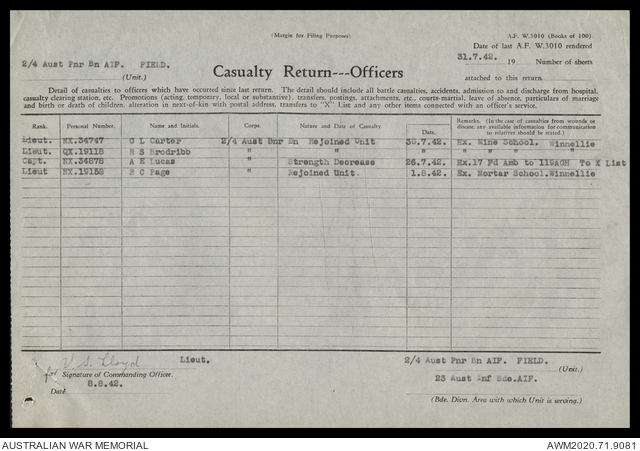 (Margin for Filing Purposes)
A.F. W.3010 (Books of 100)
Date of last A.F. W.3010 rendered
31.7.42. 19 Number of sheets
2/4 Aust Pnr Bn AIF. FIELD.
(Unit.)
Casualty Return---Officers
attached to this return.
Detail of casualties to officers which have occurred since last return. The detail should include all battle casualties, accidents, admission to and discharge from hospital,
casualty clearing station, etc. Promotions (acting, temporary, local or substantive), transfers, postings, attachments, etc., courts-martial, leave of absence, particulars of marriage
and birth or death of children, alteration in next-of-kin with postal address, transfers to "X" List and any other items connected with an officer's service.
Rank. Personal Number. Name and Initials. Corps. Nature and Date of Casualty. Date. Remarks. (In the case of casualties from wounds or
disease any available information for communication
to relatives should be stated.)
Lieut. NX.34747 G L Carter 2/4 Aust Pnr Bn Rejoined Unit 30.7.42. Ex. Mine School. Winnellie
Lieut. QX.19118 R S Brodribb " " " " " " " "
Capt. NX.34878 A E Lucas " Strength Decrease 26.7.42. Ex.17 Fd Amb to 119AGH To X List
Lieut NX.19158 R C Page " Rejoined Unit. 1.8.42. Ex. Mortar School.Winnellie
V. S. Lloyd Lieut.
for Signature of Commanding Officer.
8.8.42.
Date
2/4 Aust Pnr Bn AIF. FIELD.
(Unit.)
23 Aust Inf Bde.AIF.
(Bde. Divn. Area with which Unit is serving.)
AUSTRALIAN WAR MEMORIAL
AWM2020.71.9081